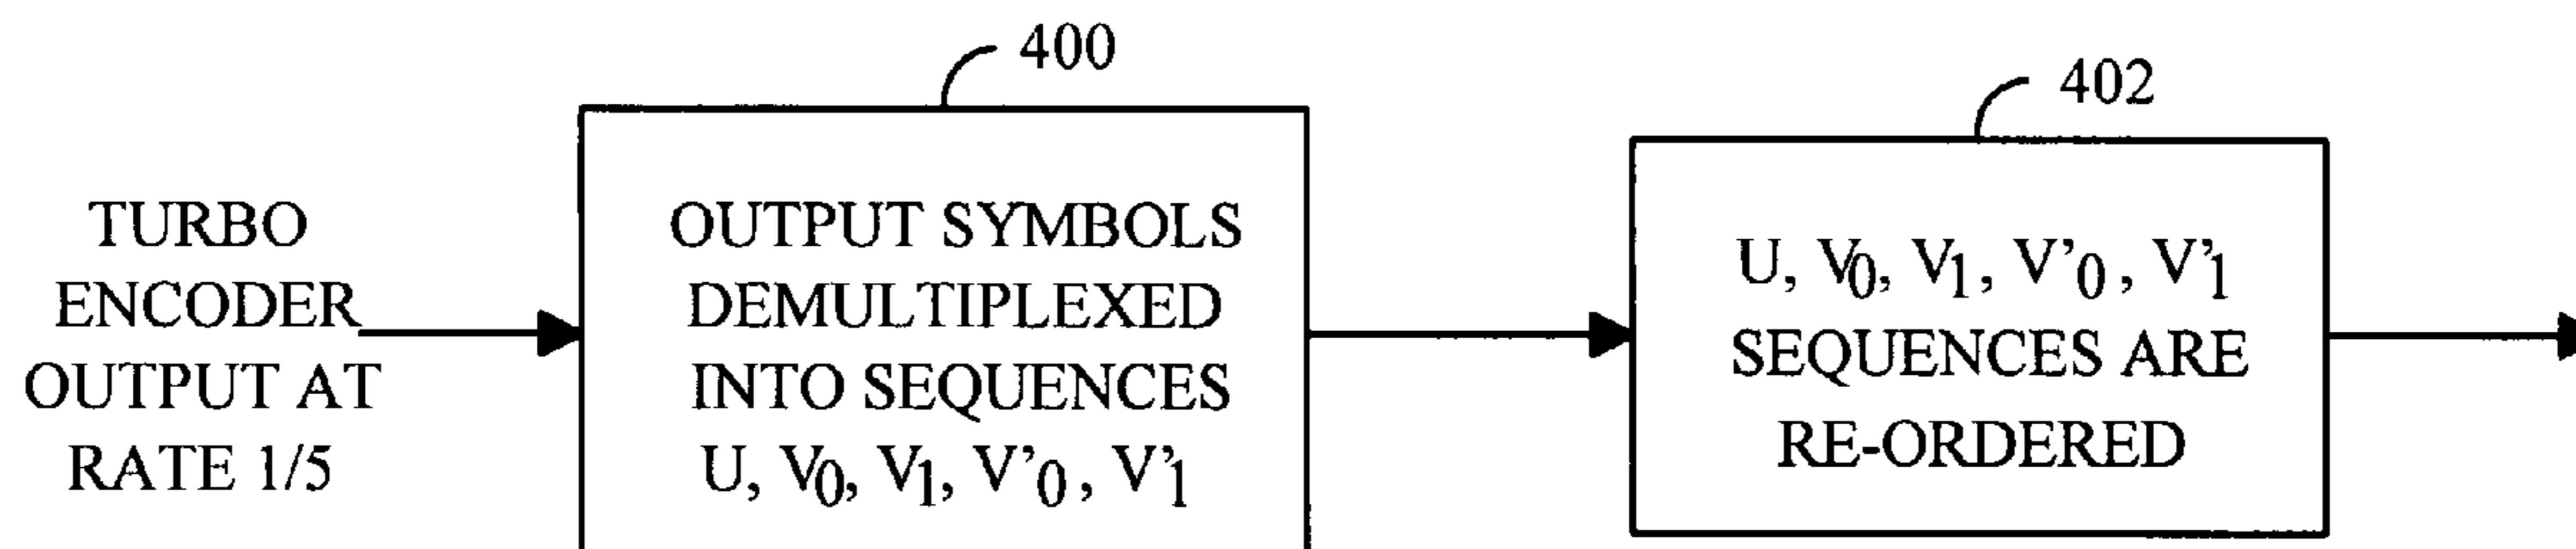 400
402
TURBO
ENCODER
OUTPUT AT
RATE 1/5
OUTPUT SYMBOLS
DEMULTIPLEXED
INTO SEQUENCES
U, V₀, V₁, V'₀, V'₁
U, V₀, V₁, V'₀, V'₁
SEQUENCES ARE
RE-ORDERED